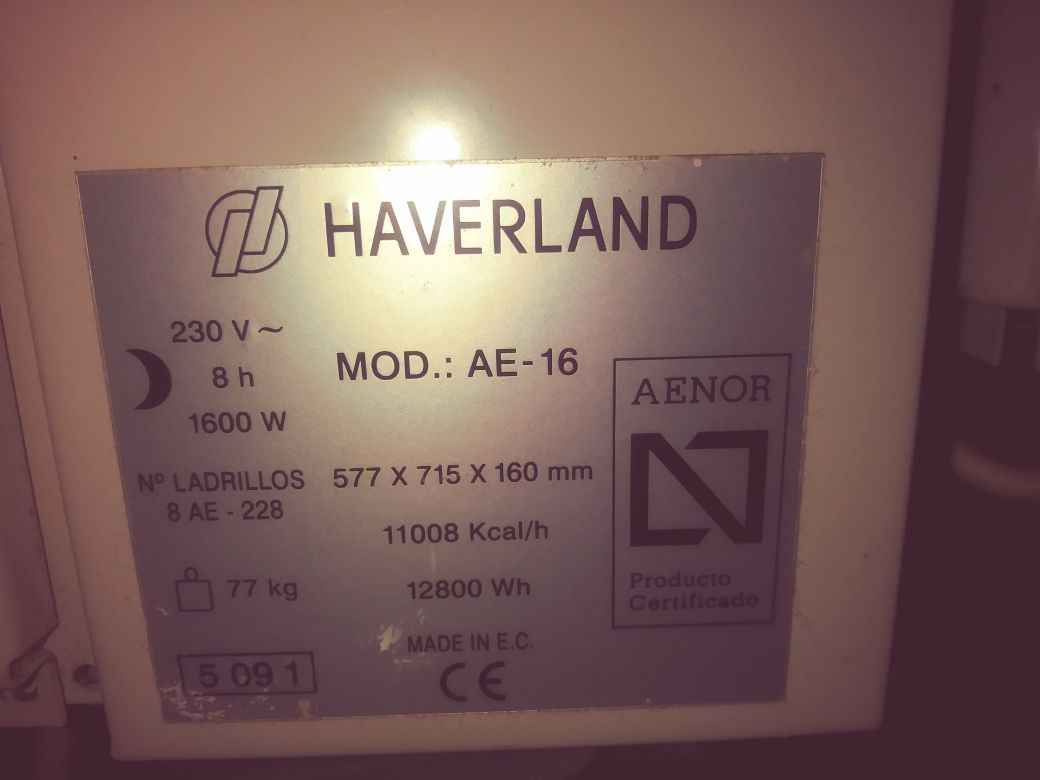 HAVERLAND
230 V ~
8 h
1600 W
MOD.: AE-16
Nº LADRILLOS
8 AE - 228
577 X 715 X 160 mm
11008 Kcal/h
12800 Wh
77 kg
MADE IN E.C.
CE
5 09 1
AENOR
Producto
Certificado